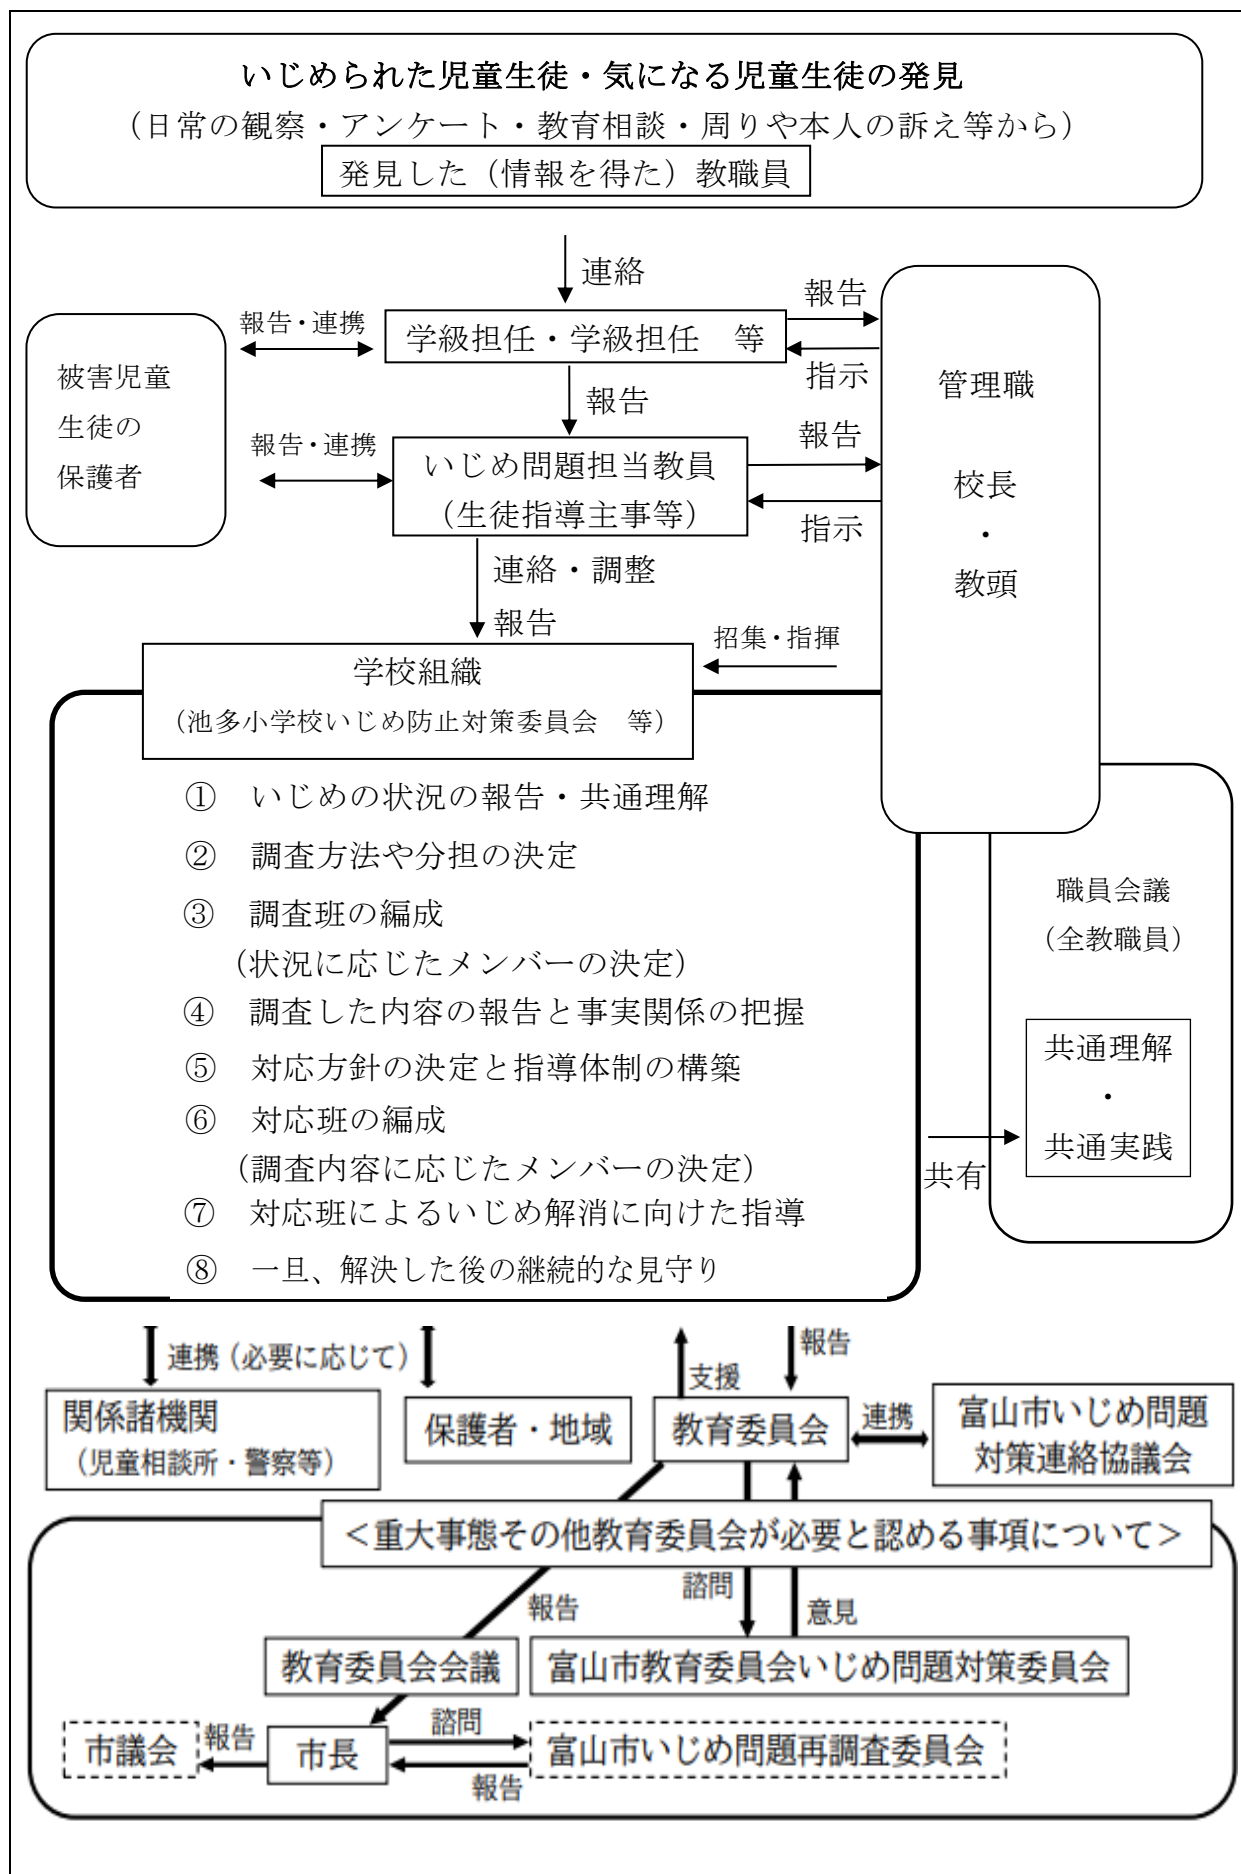 いじめられた児童生徒・気になる児童生徒の発見
（日常の観察・アンケート・教育相談・周りや本人の訴え等から）
発見した（情報を得た）教職員
連絡
報告
報告・連携
学級担任・学級担任　等
指示
被害児童
生徒の
保護者
管理職
校長
・
教頭
報告
報告
報告・連携
いじめ問題担当教員
（生徒指導主事等）
指示
連絡・調整
報告
招集・指揮
学校組織
（池多小学校いじめ防止対策委員会　等）
①　いじめの状況の報告・共通理解
②　調査方法や分担の決定
③　調査班の編成
（状況に応じたメンバーの決定）
④　調査した内容の報告と事実関係の把握
⑤　対応方針の決定と指導体制の構築
⑥　対応班の編成
（調査内容に応じたメンバーの決定）
⑦　対応班によるいじめ解消に向けた指導
⑧　一旦、解決した後の継続的な見守り
職員会議
（全教職員）
共通理解
・
共通実践
共有
連携（必要に応じて）
支援
報告
関係諸機関
（児童相談所・警察等）
保護者・地域
教育委員会
連携
富山市いじめ問題
対策連絡協議会
＜重大事態その他教育委員会が必要と認める事項について＞
報告
諮問
意見
教育委員会会議
富山市教育委員会いじめ問題対策委員会
市議会
報告
市長
諮問
報告
富山市いじめ問題再調査委員会